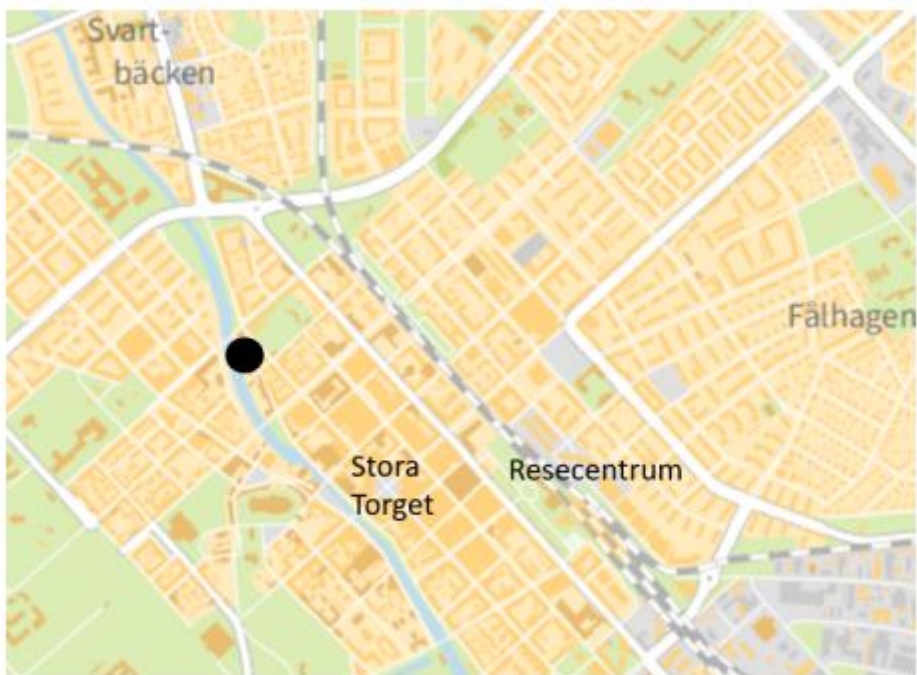 Svart-
bäcken
Fålhagen
Stora
Torget
Resecentrum